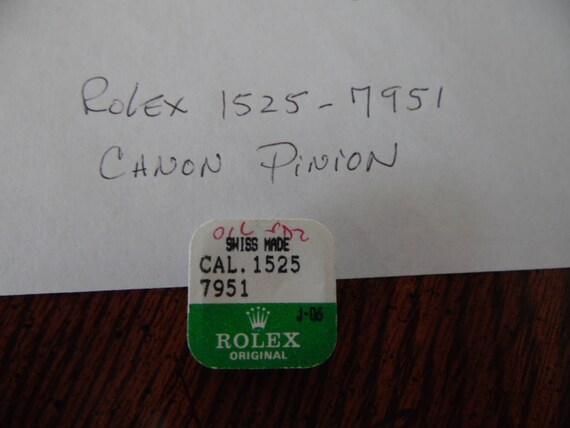 ROLEX 1525-7951
CANON PINION
SWISS MADE
CAL. 1525
7951
J-06
ROLEX
ORIGINAL